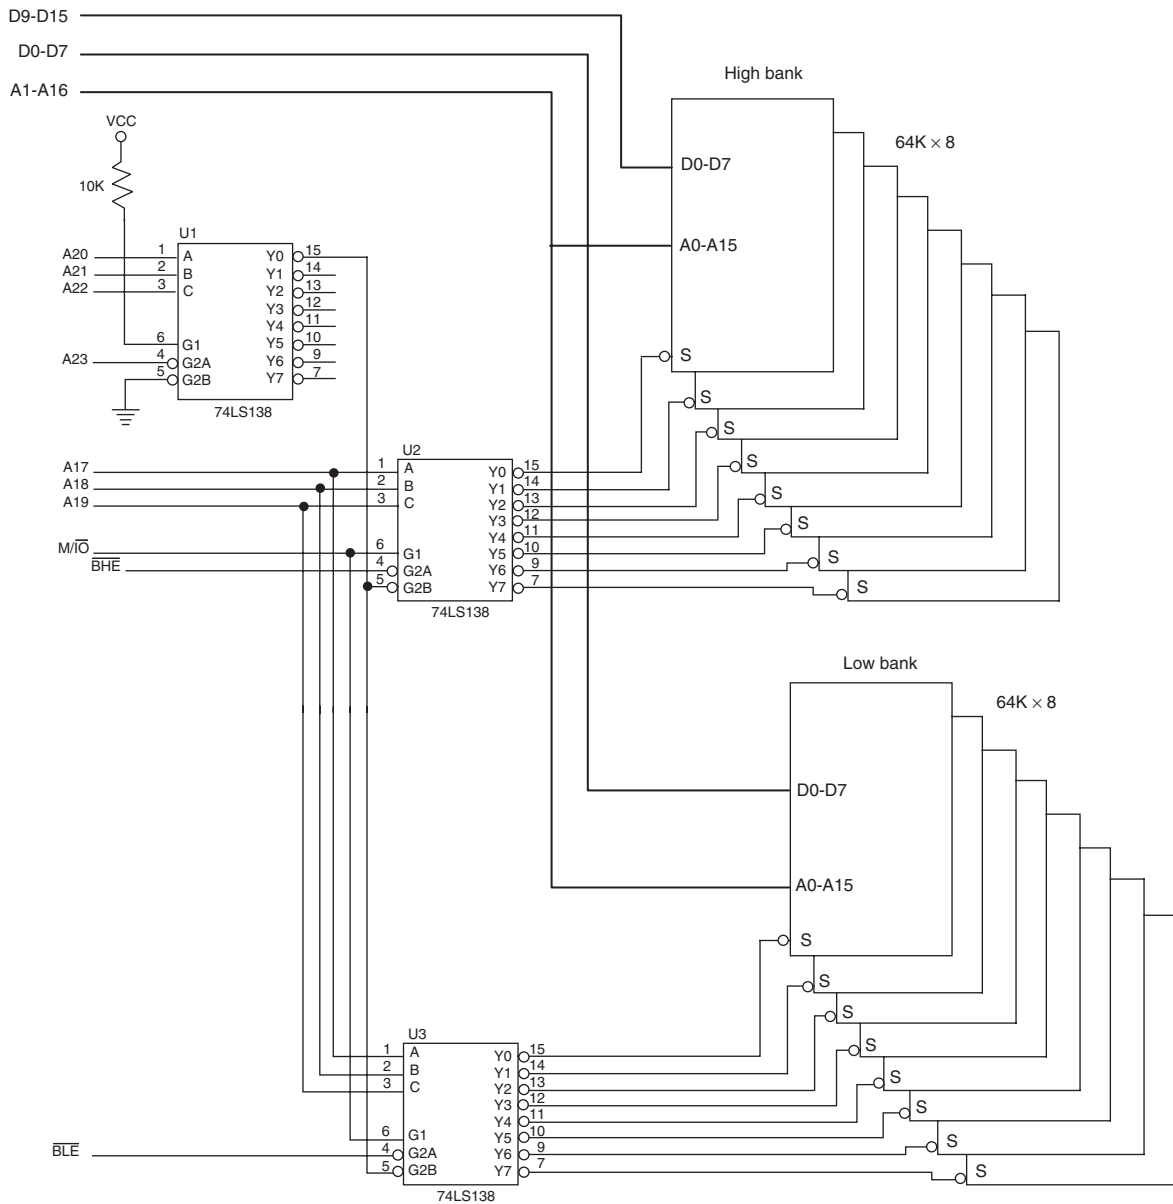 D9-D15
D0-D7
A1-A16
High bank
64K × 8
D0-D7
A0-A15
S
S
S
S
S
S
S
S
VCC
10K
U1
A20 1 A Y0 15
A21 2 B Y1 14
A22 3 C Y2 13
Y3 12
Y4 11
6 G1 Y5 10
A23 4 G2A Y6 9
5 G2B Y7 7
74LS138
U2
A17 1 A Y0 15
A18 2 B Y1 14
A19 3 C Y2 13
Y3 12
Y4 11
M/I̅O̅ 6 G1 Y5 10
B̅H̅E̅ 4 G2A Y6 9
5 G2B Y7 7
74LS138
Low bank
64K × 8
D0-D7
A0-A15
S
S
S
S
S
S
S
S
U3
1 A Y0 15
2 B Y1 14
3 C Y2 13
Y3 12
Y4 11
6 G1 Y5 10
B̅L̅E̅ 4 G2A Y6 9
5 G2B Y7 7
74LS138